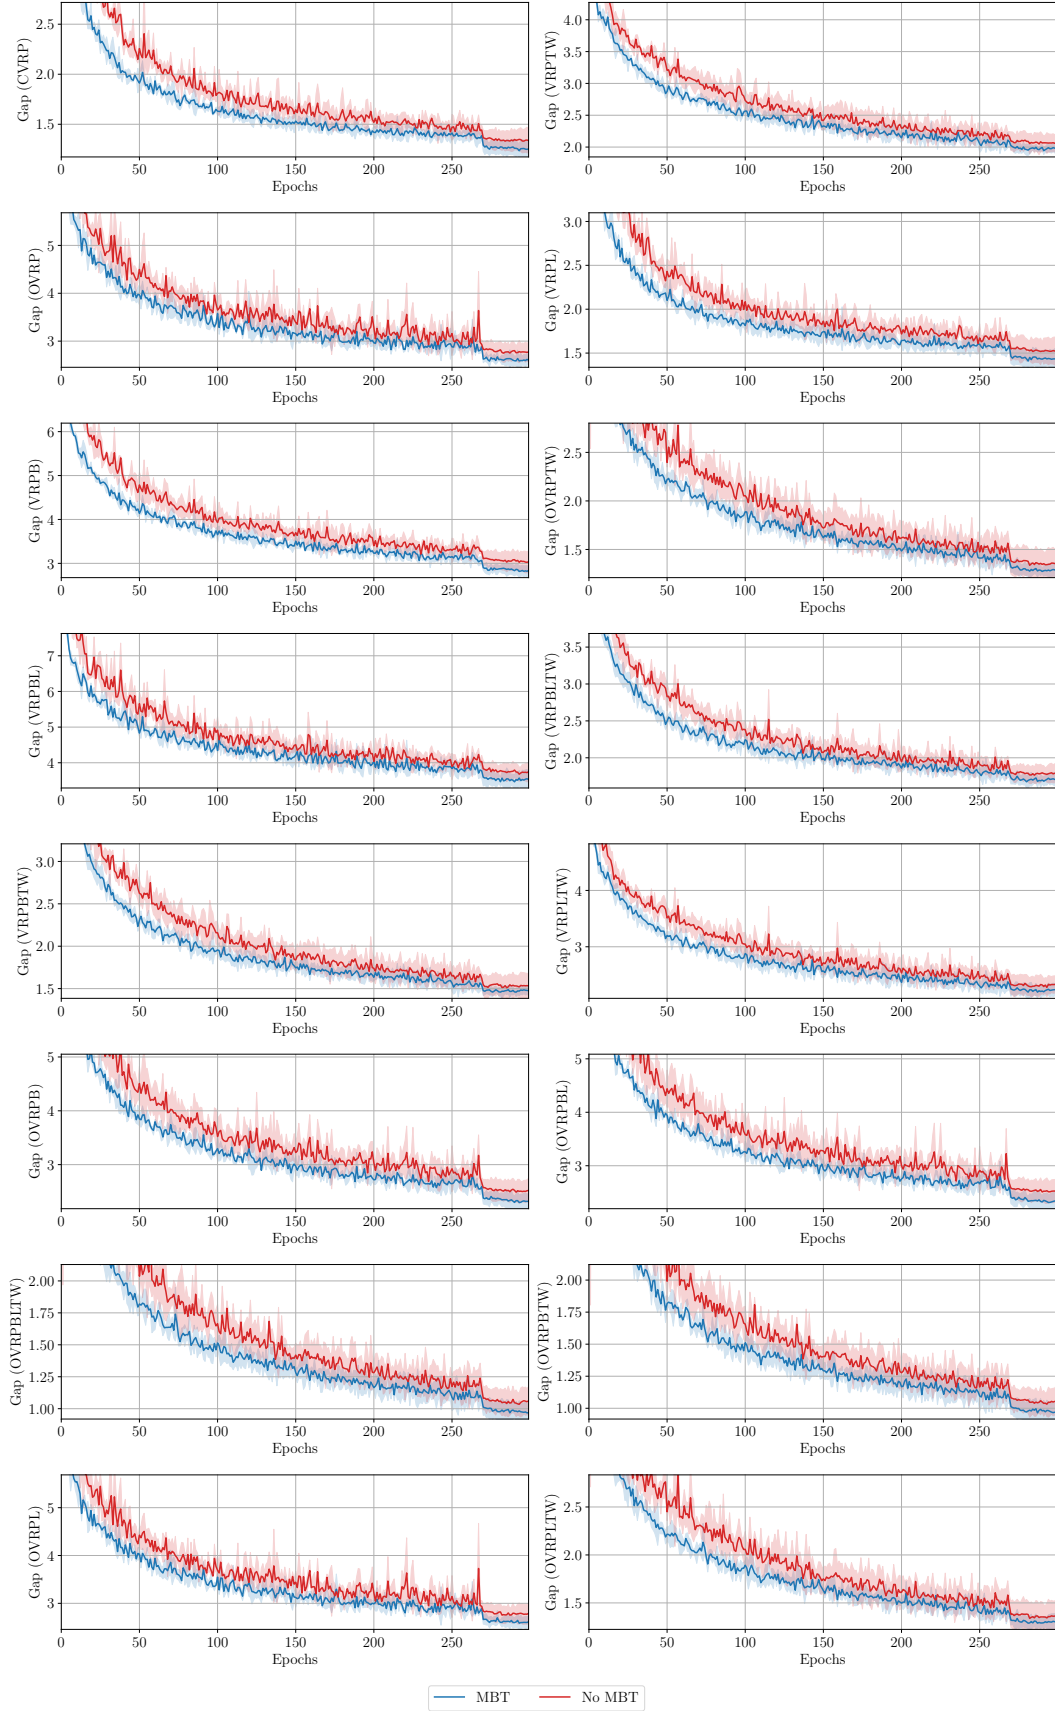 Gap (CVRP)
2.5
2.0
1.5
0 50 100 150 200 250
Epochs
Gap (VRPTW)
4.0
3.5
3.0
2.5
2.0
0 50 100 150 200 250
Epochs
Gap (OVRP)
5
4
3
0 50 100 150 200 250
Epochs
Gap (VRPL)
3.0
2.5
2.0
1.5
0 50 100 150 200 250
Epochs
Gap (VRPB)
6
5
4
3
0 50 100 150 200 250
Epochs
Gap (OVRPTW)
2.5
2.0
1.5
0 50 100 150 200 250
Epochs
Gap (VRPBL)
7
6
5
4
0 50 100 150 200 250
Epochs
Gap (VRPBLTW)
3.5
3.0
2.5
2.0
0 50 100 150 200 250
Epochs
Gap (VRPBTW)
3.0
2.5
2.0
1.5
0 50 100 150 200 250
Epochs
Gap (VRPLTW)
4
3
0 50 100 150 200 250
Epochs
Gap (OVRPB)
5
4
3
0 50 100 150 200 250
Epochs
Gap (OVRPBL)
5
4
3
0 50 100 150 200 250
Epochs
Gap (OVRPBLTW)
2.00
1.75
1.50
1.25
1.00
0 50 100 150 200 250
Epochs
Gap (OVRPBTW)
2.00
1.75
1.50
1.25
1.00
0 50 100 150 200 250
Epochs
Gap (OVRPL)
5
4
3
0 50 100 150 200 250
Epochs
Gap (OVRPLTW)
2.5
2.0
1.5
0 50 100 150 200 250
Epochs
MBT No MBT